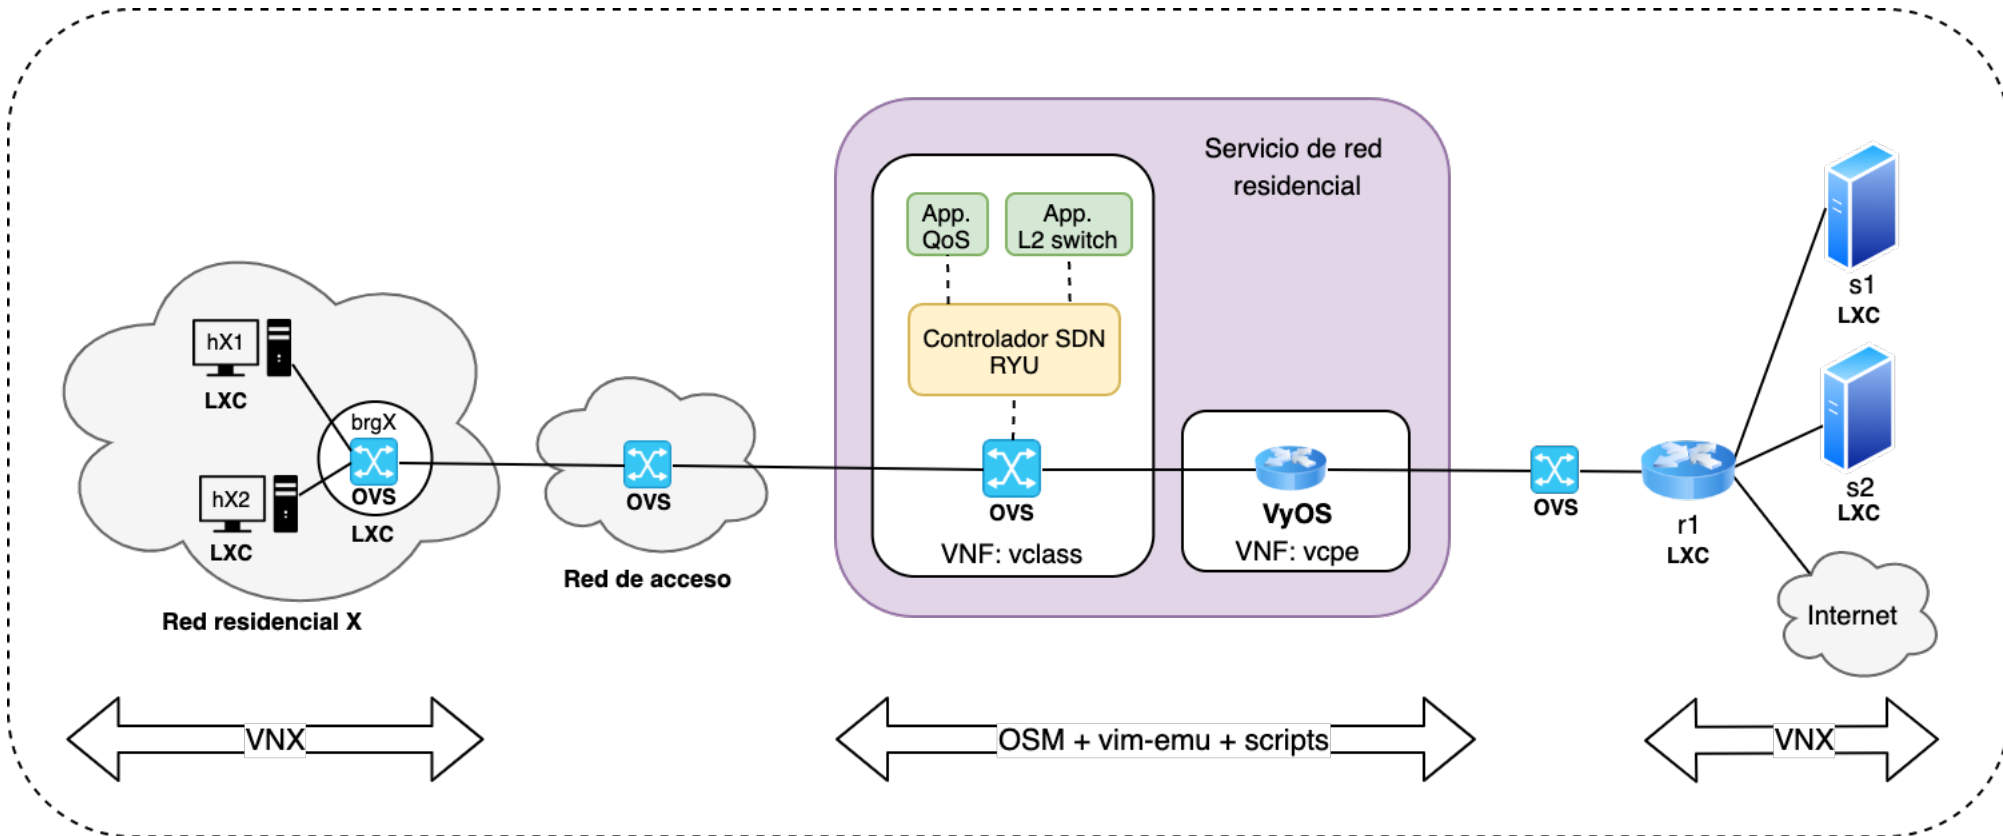 hX1
LXC
hX2
LXC
brgX
OVS
LXC
Red residencial X
OVS
Red de acceso
Servicio de red
residencial
App.
QoS
App.
L2 switch
Controlador SDN
RYU
OVS
VNF: vclass
VyOS
VNF: vcpe
OVS
r1
LXC
s1
LXC
s2
LXC
Internet
VNX
OSM + vim-emu + scripts
VNX